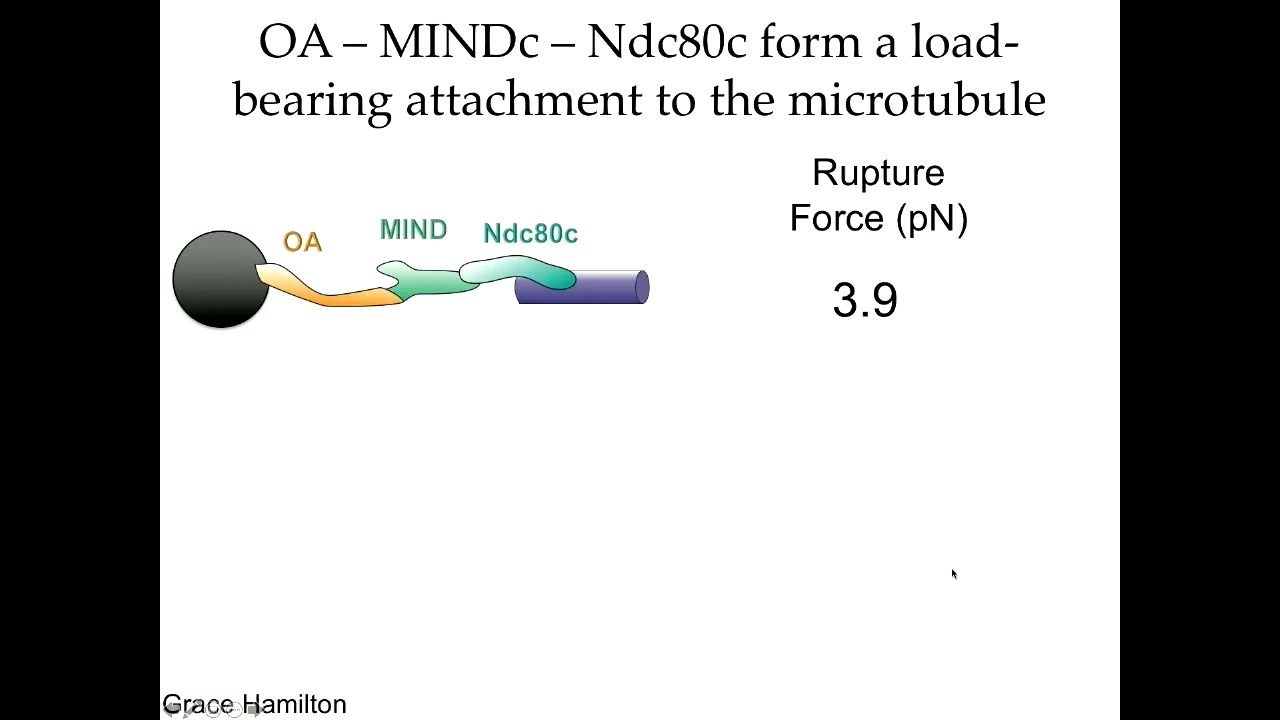 OA – MINDc – Ndc80c form a load-
bearing attachment to the microtubule
Rupture
Force (pN)
OA
MIND
Ndc80c
3.9
Grace Hamilton